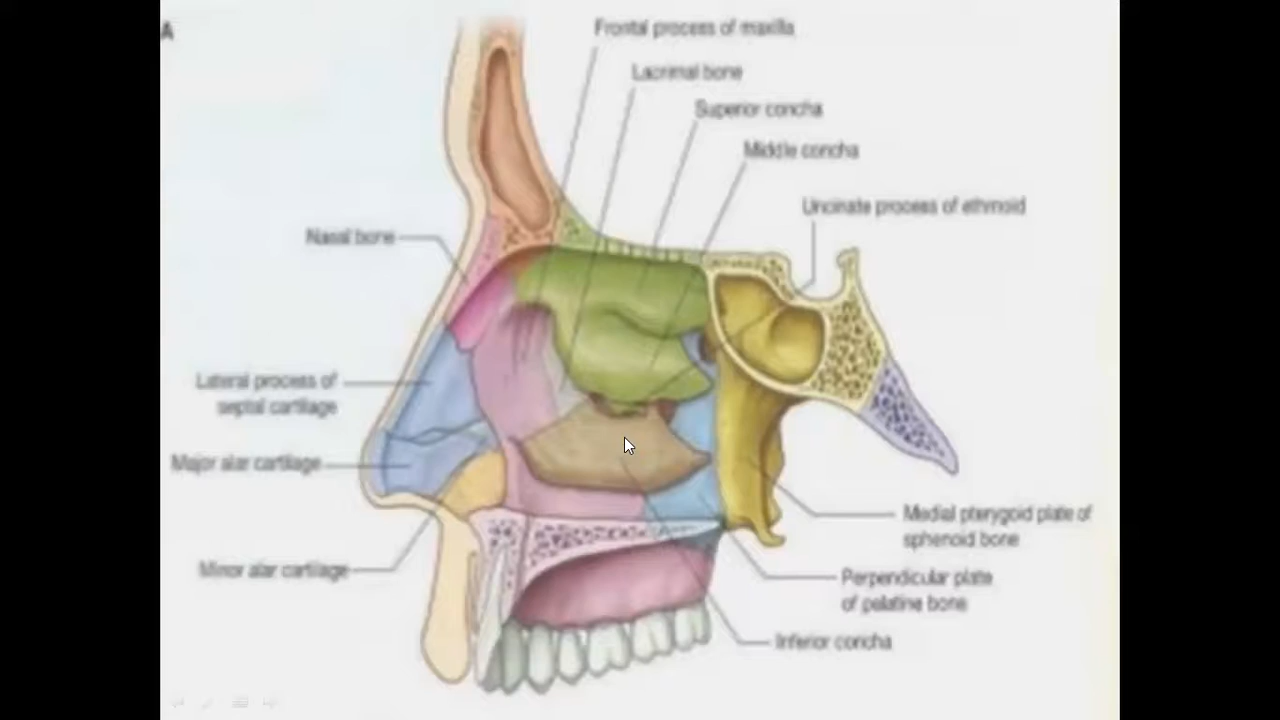 A
Frontal process of maxilla
Lacrimal bone
Superior concha
Middle concha
Uncinate process of ethmoid
Nasal bone
Lateral process of
septal cartilage
Major alar cartilage
Minor alar cartilage
Medial pterygoid plate of
sphenoid bone
Perpendicular plate
of palatine bone
Inferior concha